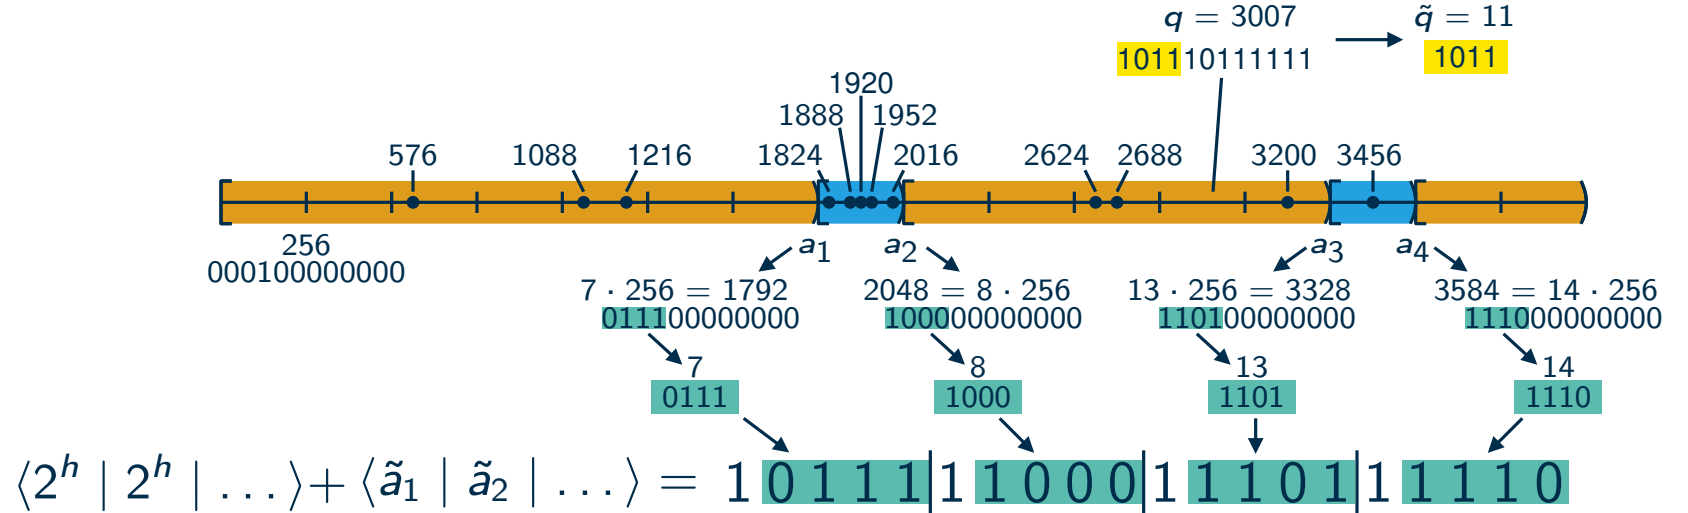 q = 3007
q̃ = 11
101110111111
1011
1920
1888 1952
576 1088 1216 1824 2016 2624 2688 3200 3456
256
000100000000
a1 a2 a3 a4
7 · 256 = 1792
2048 = 8 · 256
13 · 256 = 3328
3584 = 14 · 256
011100000000
100000000000
110100000000
111000000000
7 8 13 14
0111 1000 1101 1110
⟨2^h | 2^h | ...⟩+⟨ã1 | ã2 | ...⟩ = 1 0 1 1 1|1 1 0 0 0|1 1 1 0 1|1 1 1 1 0